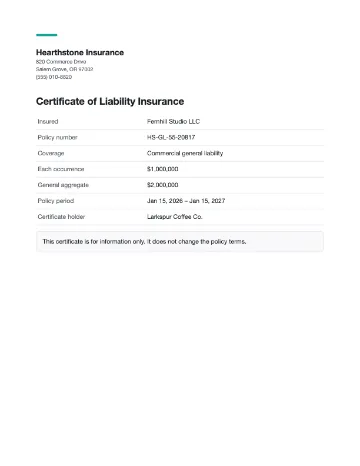 Hearthstone Insurance
820 Commerce Drive
Salem Grove, OR 97002
(555) 010-8820
Certificate of Liability Insurance
Insured Fernhill Studio LLC
Policy number HS-GL-55-20817
Coverage Commercial general liability
Each occurrence $1,000,000
General aggregate $2,000,000
Policy period Jan 15, 2026 – Jan 15, 2027
Certificate holder Larkspur Coffee Co.
This certificate is for information only. It does not change the policy terms.